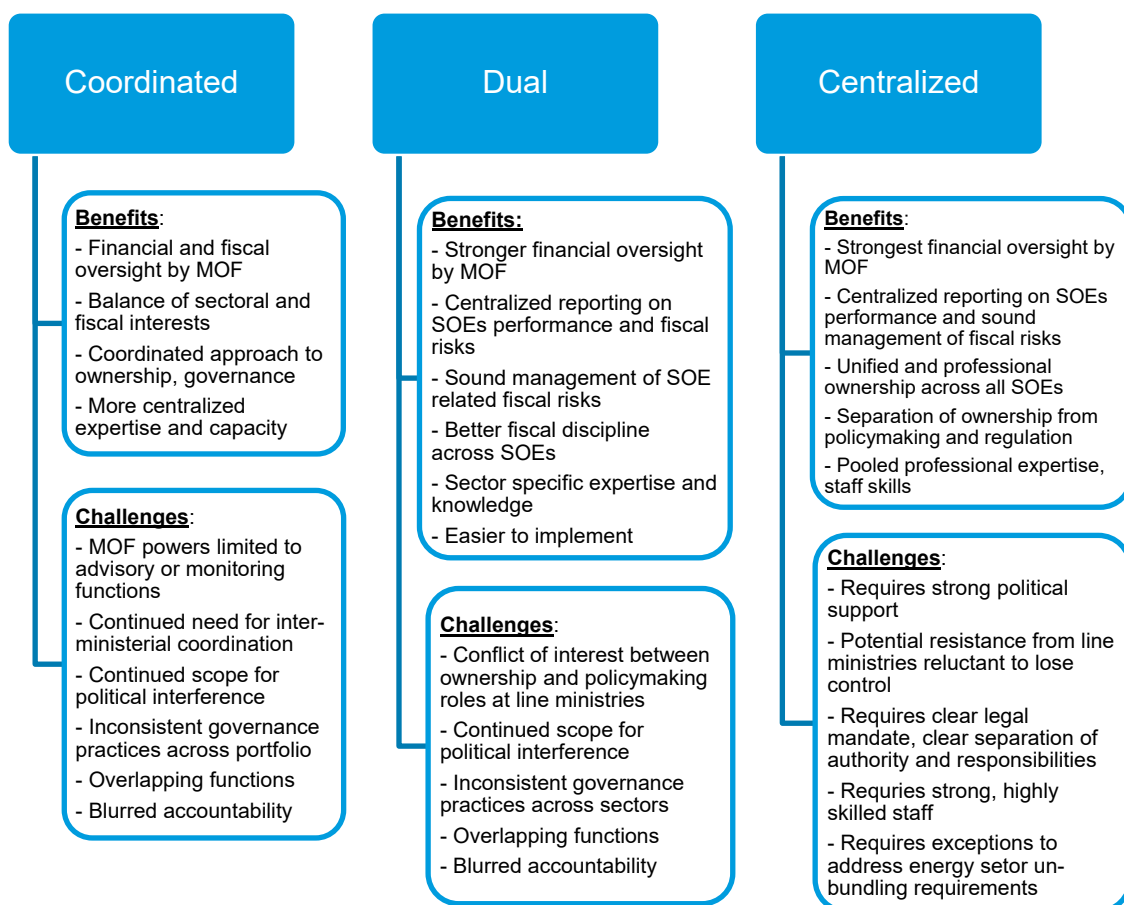 Coordinated
Benefits:
- Financial and fiscal
oversight by MOF
- Balance of sectoral and
fiscal interests
- Coordinated approach to
ownership, governance
- More centralized
expertise and capacity
Challenges:
- MOF powers limited to
advisory or monitoring
functions
- Continued need for inter-
ministerial coordination
- Continued scope for
political interference
- Inconsistent governance
practices across portfolio
- Overlapping functions
- Blurred accountability
Dual
Benefits:
- Stronger financial oversight
by MOF
- Centralized reporting on
SOEs performance and fiscal
risks
- Sound management of SOE
related fiscal risks
- Better fiscal discipline
across SOEs
- Sector specific expertise and
knowledge
- Easier to implement
Challenges:
- Conflict of interest between
ownership and policymaking
roles at line ministries
- Continued scope for
political interference
- Inconsistent governance
practices across sectors
- Overlapping functions
- Blurred accountability
Centralized
Benefits:
- Strongest financial oversight by
MOF
- Centralized reporting on SOEs
performance and sound
management of fiscal risks
- Unified and professional
ownership across all SOEs
- Separation of ownership from
policymaking and regulation
- Pooled professional expertise,
staff skills
Challenges:
- Requires strong political
support
- Potential resistance from line
ministries reluctant to lose
control
- Requires clear legal
mandate, clear separation of
authority and responsibilities
- Requries strong, highly
skilled staff
- Requires exceptions to
address energy setor un-
bundling requirements